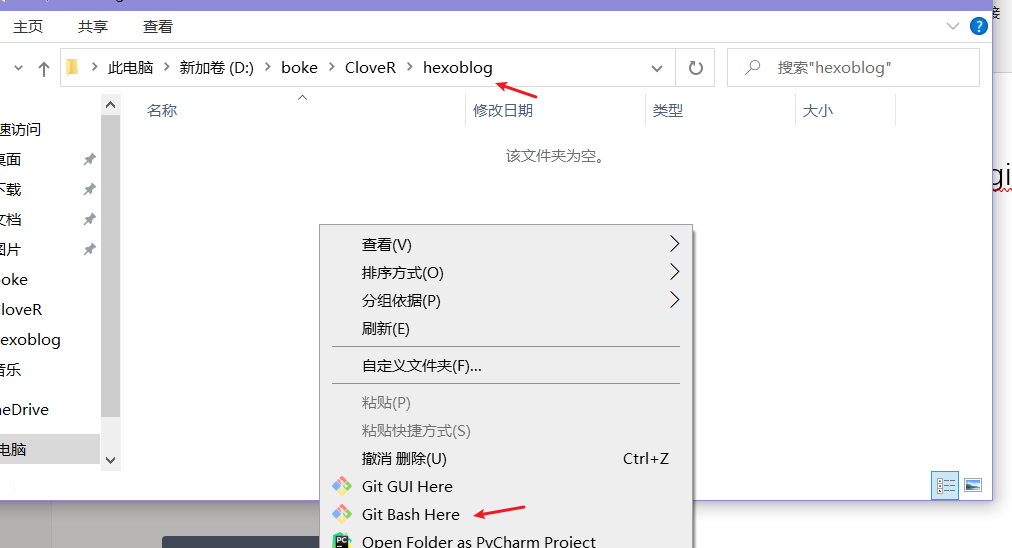 主页 共享 查看
此电脑 新加卷 (D:) boke CloveR hexoblog 搜索"hexoblog"
名称 修改日期 类型 大小
该文件夹为空。
速访问
桌面
下载
文档
图片
oke
CloveR
exoblog
音乐
neDrive
电脑
gi
查看(V)
排序方式(O)
分组依据(P)
刷新(E)
自定义文件夹(F)...
粘贴(P)
粘贴快捷方式(S)
撤消 删除(U) Ctrl+Z
Git GUI Here
Git Bash Here
Open Folder as PyCharm Project